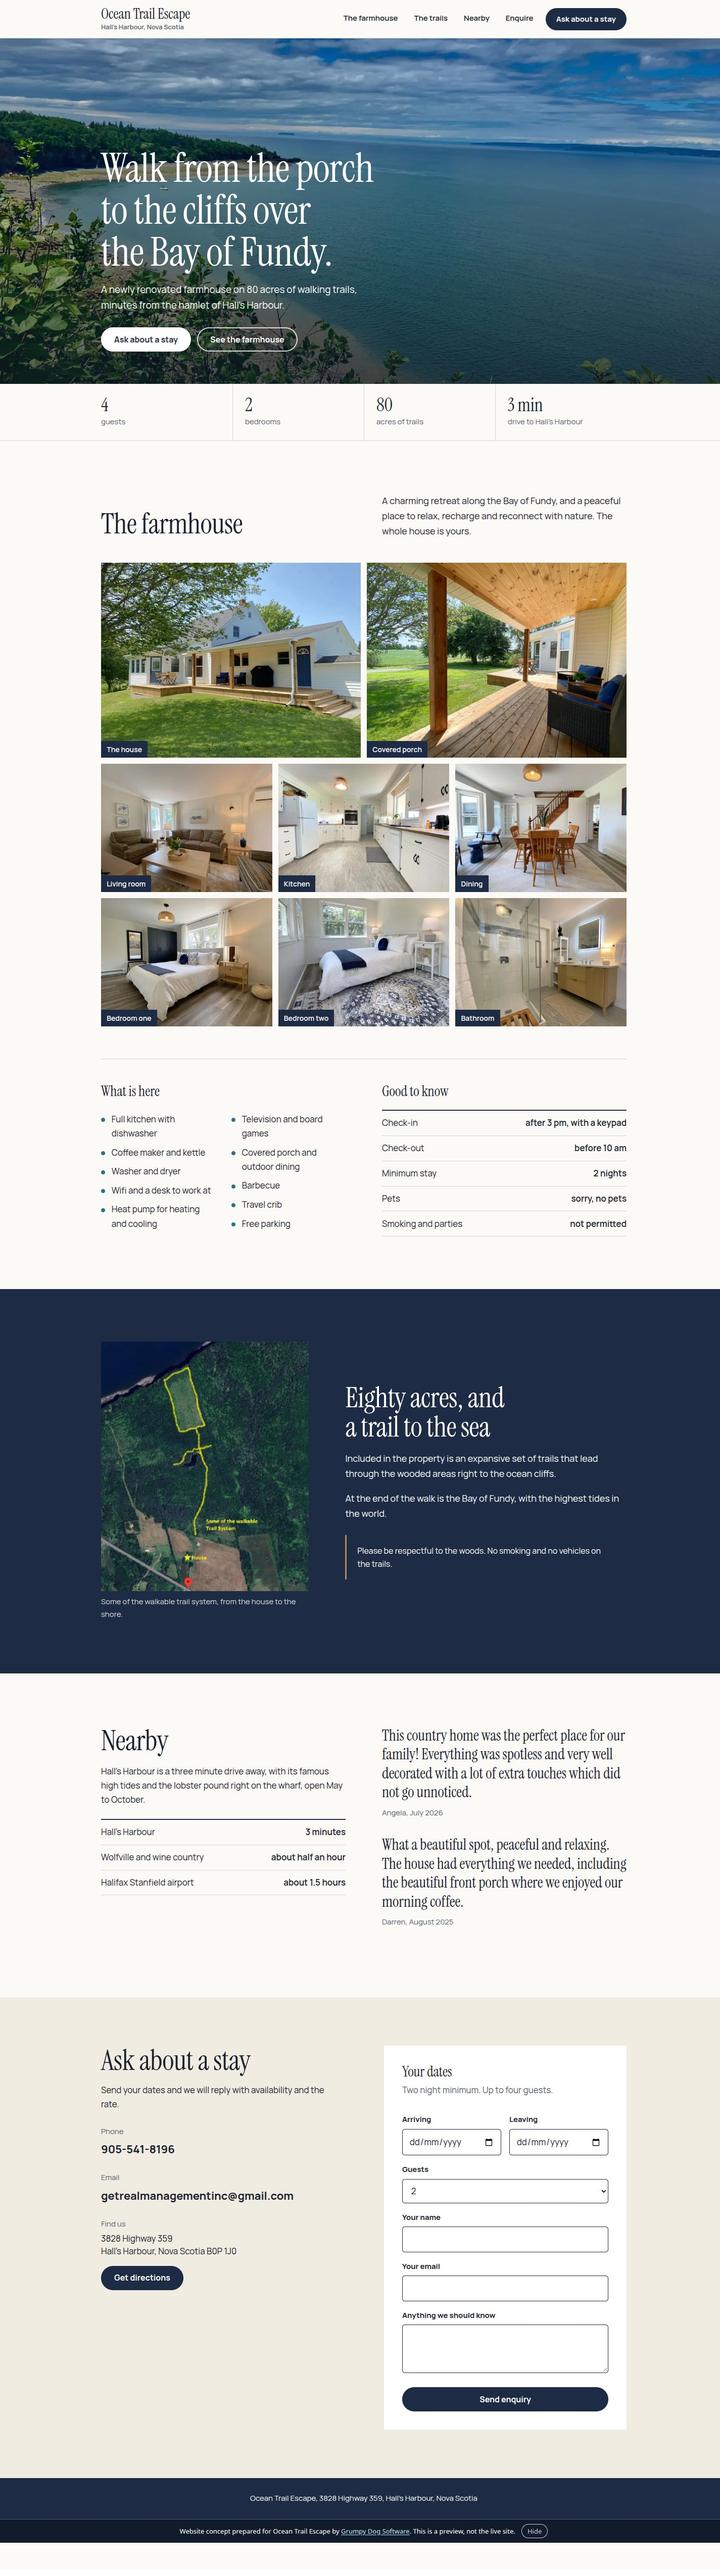 Ocean Trail Escape
Hall's Harbour, Nova Scotia
The farmhouse
The trails
Nearby
Enquire
Ask about a stay
Walk from the porch
to the cliffs over
the Bay of Fundy.
A newly renovated farmhouse on 80 acres of walking trails,
minutes from the hamlet of Hall's Harbour.
Ask about a stay
See the farmhouse
4
guests
2
bedrooms
80
acres of trails
3 min
drive to Hall's Harbour
The farmhouse
A charming retreat along the Bay of Fundy, and a peaceful
place to relax, recharge and reconnect with nature. The
whole house is yours.
The house
Covered porch
Living room
Kitchen
Dining
Bedroom one
Bedroom two
Bathroom
What is here
Full kitchen with
dishwasher
Coffee maker and kettle
Washer and dryer
Wifi and a desk to work at
Heat pump for heating
and cooling
Television and board
games
Covered porch and
outdoor dining
Barbecue
Travel crib
Free parking
Good to know
Check-in after 3 pm, with a keypad
Check-out before 10 am
Minimum stay 2 nights
Pets sorry, no pets
Smoking and parties not permitted
Some of the walkable
Trail System
House
Some of the walkable trail system, from the house to the
shore.
Eighty acres, and
a trail to the sea
Included in the property is an expansive set of trails that lead
through the wooded areas right to the ocean cliffs.
At the end of the walk is the Bay of Fundy, with the highest tides in
the world.
Please be respectful to the woods. No smoking and no vehicles on
the trails.
Nearby
Hall's Harbour is a three minute drive away, with its famous
high tides and the lobster pound right on the wharf, open May
to October.
Hall's Harbour 3 minutes
Wolfville and wine country about half an hour
Halifax Stanfield airport about 1.5 hours
This country home was the perfect place for our
family! Everything was spotless and very well
decorated with a lot of extra touches which did
not go unnoticed.
Angela, July 2026
What a beautiful spot, peaceful and relaxing.
The house had everything we needed, including
the beautiful front porch where we enjoyed our
morning coffee.
Darren, August 2025
Ask about a stay
Send your dates and we will reply with availability and the
rate.
Phone
905-541-8196
Email
getrealmanagementinc@gmail.com
Find us
3828 Highway 359
Hall's Harbour, Nova Scotia B0P 1J0
Get directions
Your dates
Two night minimum. Up to four guests.
Arriving
Leaving
dd/mm/yyyy
dd/mm/yyyy
Guests
2
Your name
Your email
Anything we should know
Send enquiry
Ocean Trail Escape, 3828 Highway 359, Hall's Harbour, Nova Scotia
Website concept prepared for Ocean Trail Escape by Grumpy Dog Software. This is a preview, not the live site.
Hide